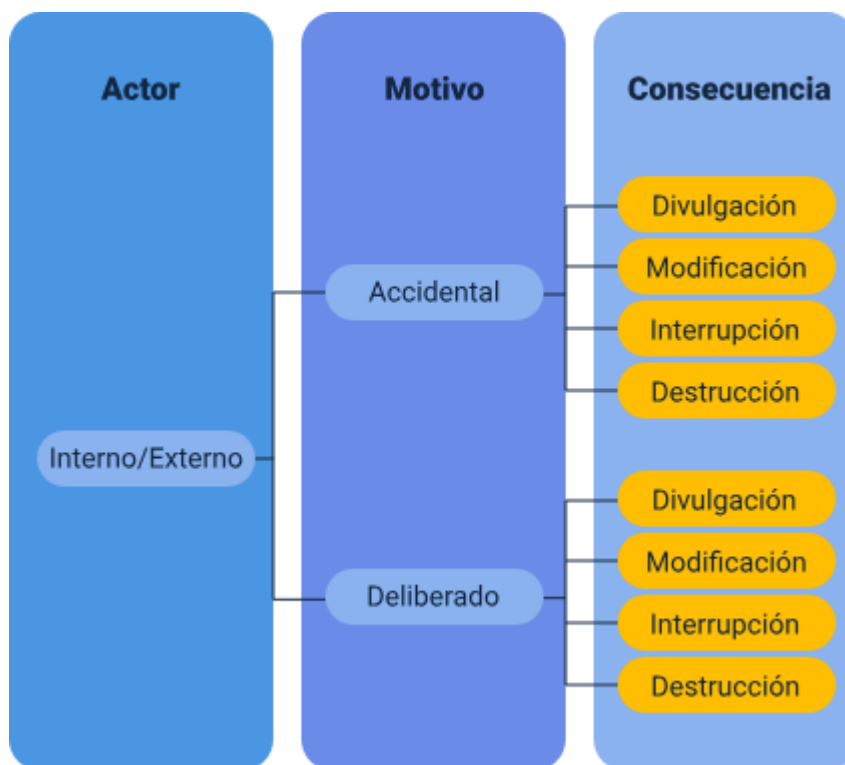 Actor
Motivo
Consecuencia
Divulgación
Modificación
Accidental
Interrupción
Destrucción
Interno/Externo
Divulgación
Modificación
Deliberado
Interrupción
Destrucción